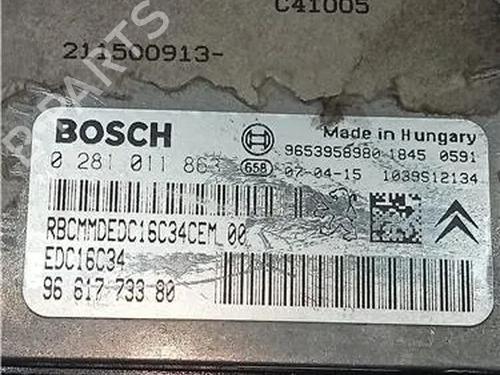 C41005
211500913-
B PARTS
BOSCH
Made in Hungary
9653958980 1845 0591
0 281 011 863
658
07-04-15 1039S12134
RBCMMDEDC16C34CEM_00
EDC16C34
96 617 733 80